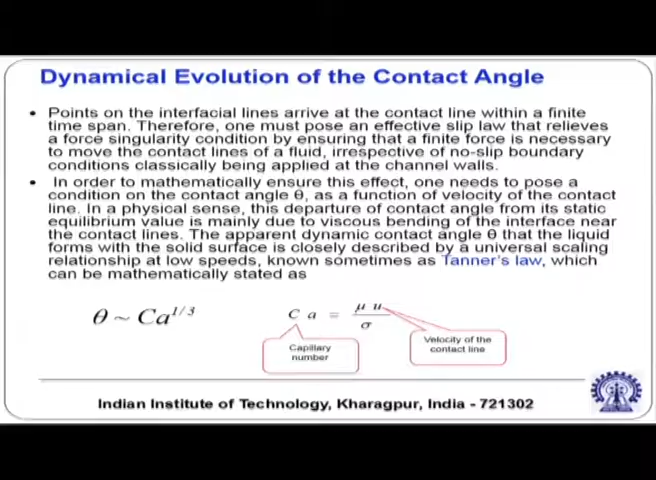 Dynamical Evolution of the Contact Angle
• Points on the interfacial lines arrive at the contact line within a finite
time span. Therefore, one must pose an effective slip law that relieves
a force singularity condition by ensuring that a finite force is necessary
to move the contact lines of a fluid, irrespective of no-slip boundary
conditions classically being applied at the channel walls.
• In order to mathematically ensure this effect, one needs to pose a
condition on the contact angle θ, as a function of velocity of the contact
line. In a physical sense, this departure of contact angle from its static
equilibrium value is mainly due to viscous bending of the interface near
the contact lines. The apparent dynamic contact angle θ that the liquid
forms with the solid surface is closely described by a universal scaling
relationship at low speeds, known sometimes as Tanner's law, which
can be mathematically stated as
θ ~ Ca^{1/3}
Ca = μu/σ
Capillary
number
Velocity of the
contact line
Indian Institute of Technology, Kharagpur, India - 721302